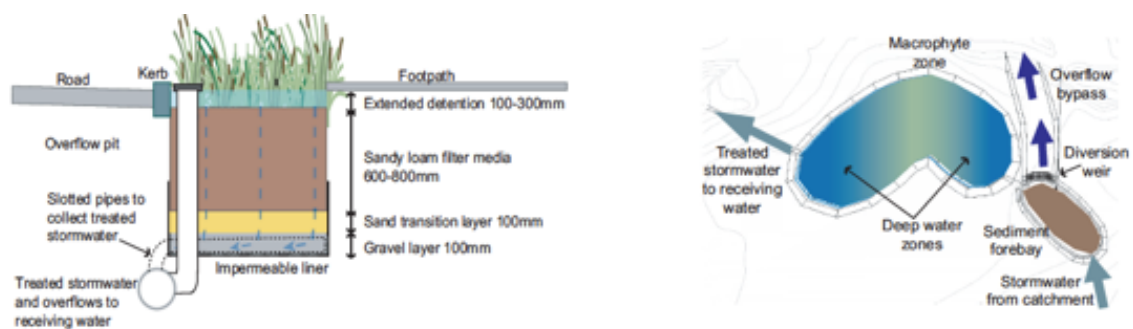 Road
Kerb
Footpath
Extended detention 100-300mm
Overflow pit
Sandy loam filter media
600-800mm
Slotted pipes to
collect treated
stormwater
Sand transition layer 100mm
Gravel layer 100mm
Impermeable liner
Treated stormwater
and overflows to
receiving water
Macrophyte
zone
Overflow
bypass
Treated
stormwater
to receiving
water
Diversion
weir
Deep water
zones
Sediment
forebay
Stormwater
from catchment